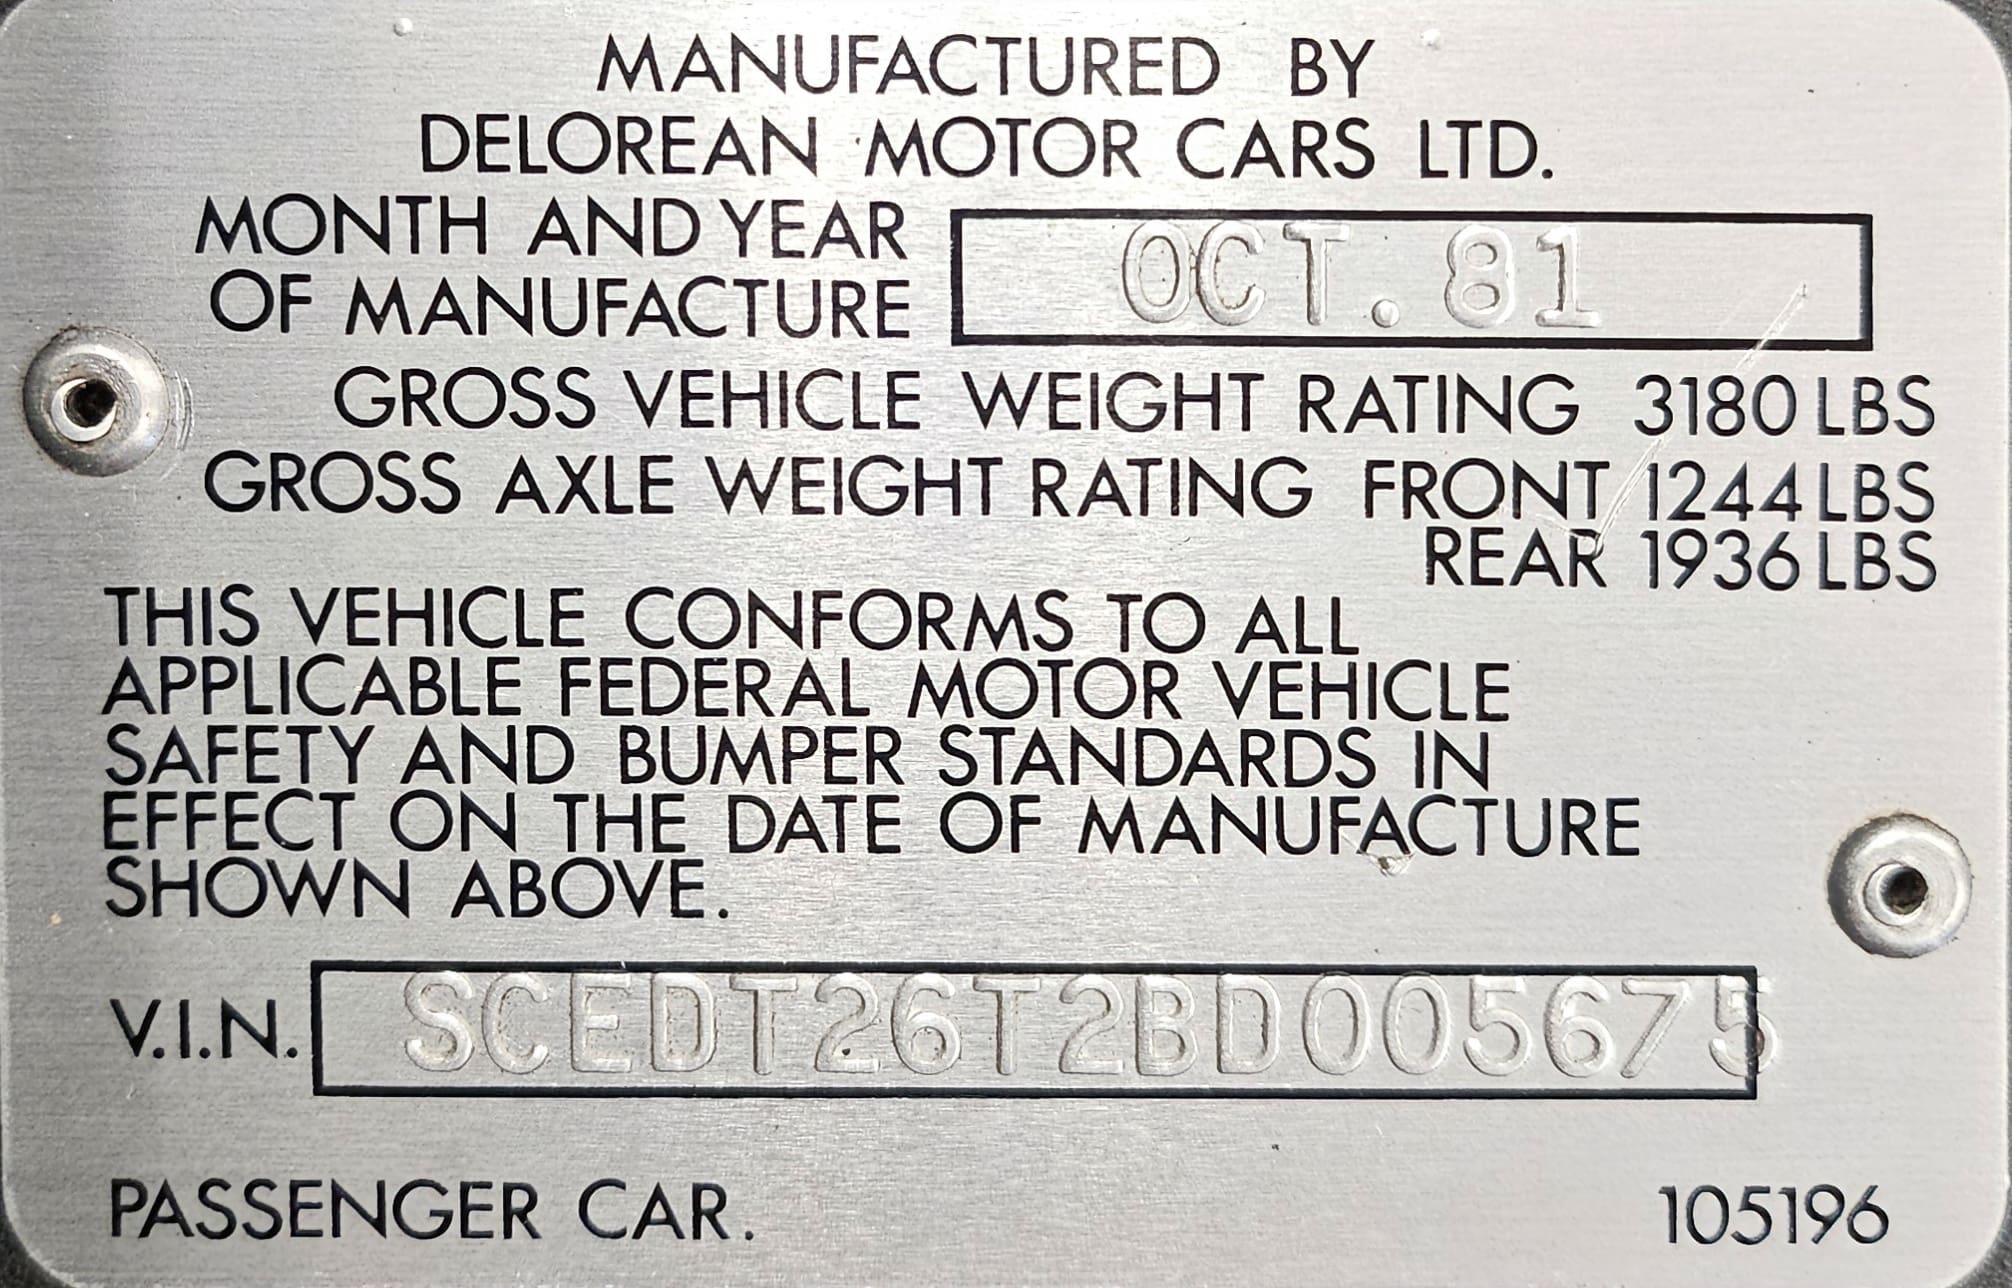 MANUFACTURED BY
DELOREAN MOTOR CARS LTD.
MONTH AND YEAR
OF MANUFACTURE OCT.81
GROSS VEHICLE WEIGHT RATING 3180 LBS
GROSS AXLE WEIGHT RATING FRONT 1244 LBS
REAR 1936 LBS
THIS VEHICLE CONFORMS TO ALL
APPLICABLE FEDERAL MOTOR VEHICLE
SAFETY AND BUMPER STANDARDS IN
EFFECT ON THE DATE OF MANUFACTURE
SHOWN ABOVE.
V.I.N. SCEDT26T2BD005675
PASSENGER CAR. 105196